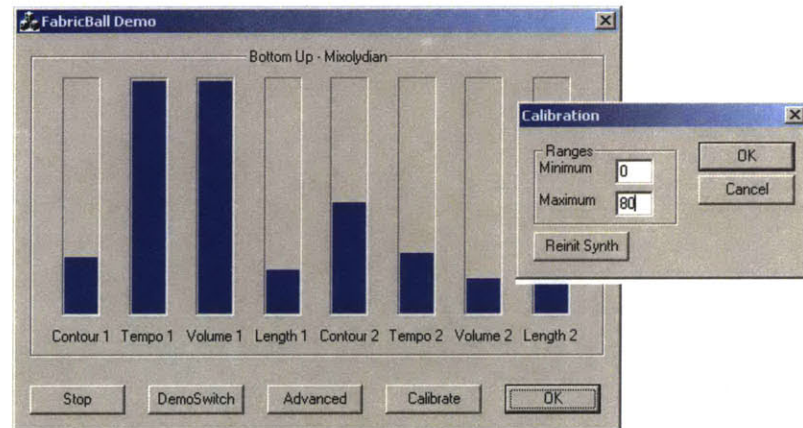 FabricBall Demo
Bottom Up - Mixolydian
Contour 1 Tempo 1 Volume 1 Length 1 Contour 2 Tempo 2 Volume 2 Length 2
Stop DemoSwitch Advanced Calibrate OK
Calibration
Ranges
Minimum 0
Maximum 80
OK
Cancel
Reinit Synth